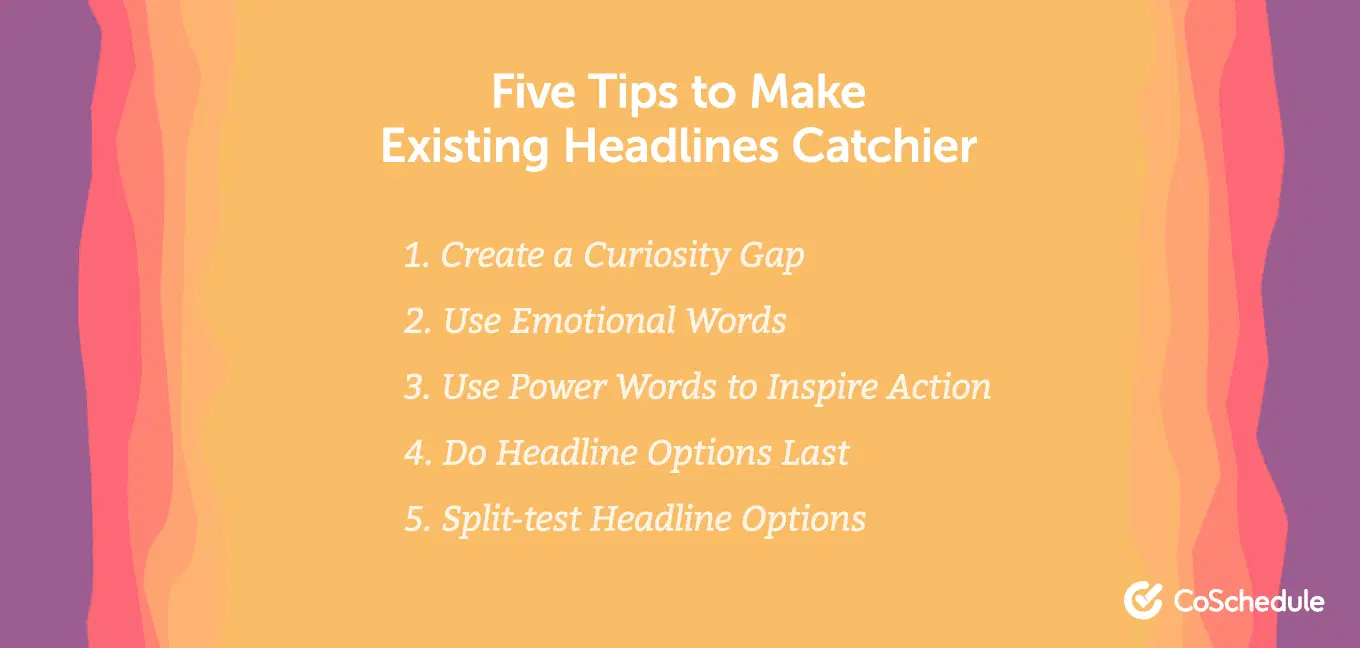 Five Tips to Make
Existing Headlines Catchier
1. Create a Curiosity Gap
2. Use Emotional Words
3. Use Power Words to Inspire Action
4. Do Headline Options Last
5. Split-test Headline Options
CoSchedule